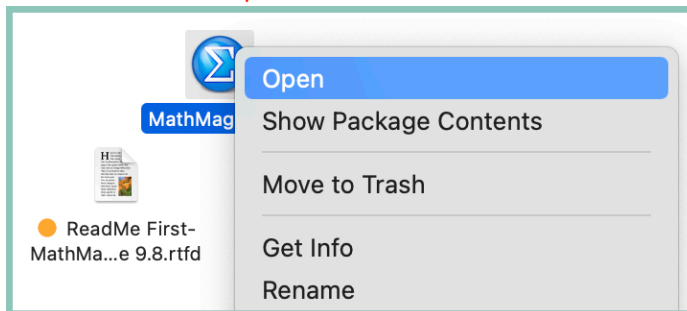 MathMag
Open
Show Package Contents
Move to Trash
ReadMe First-
MathMa...e 9.8.rtfd
Get Info
Rename